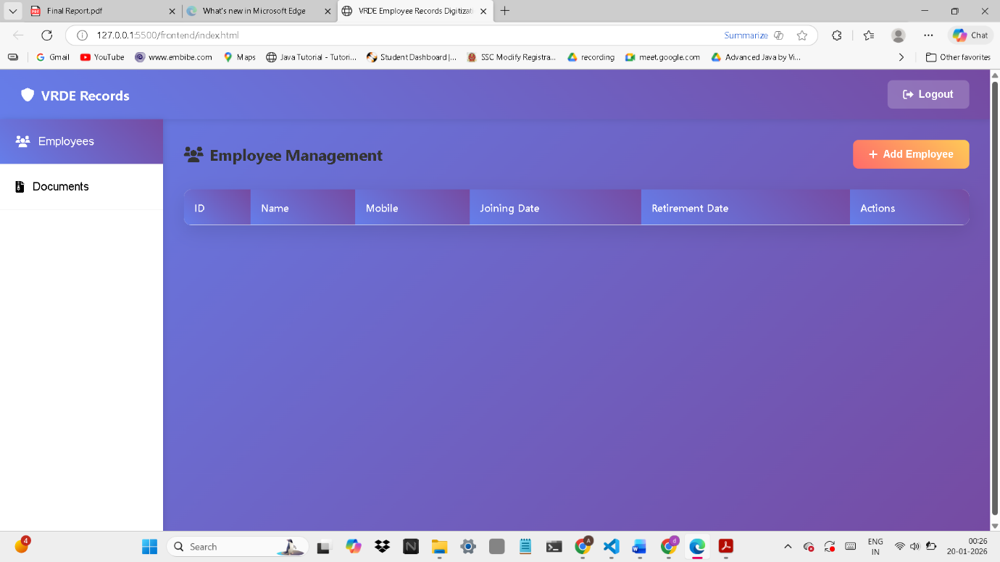 Final Report.pdf
What's new in Microsoft Edge
VRDE Employee Records Digitizati
127.0.0.1:5500/frontend/index.html
Summarize
Chat
Gmail
YouTube
www.embibe.com
Maps
Java Tutorial - Tutori...
Student Dashboard |...
SSC Modify Registra...
recording
meet.google.com
Advanced Java by Vi...
Other favorites
VRDE Records
Logout
Employees
Documents
Employee Management
Add Employee
ID Name Mobile Joining Date Retirement Date Actions
4
Search
A
d
ENG
IN
00:26
20-01-2026